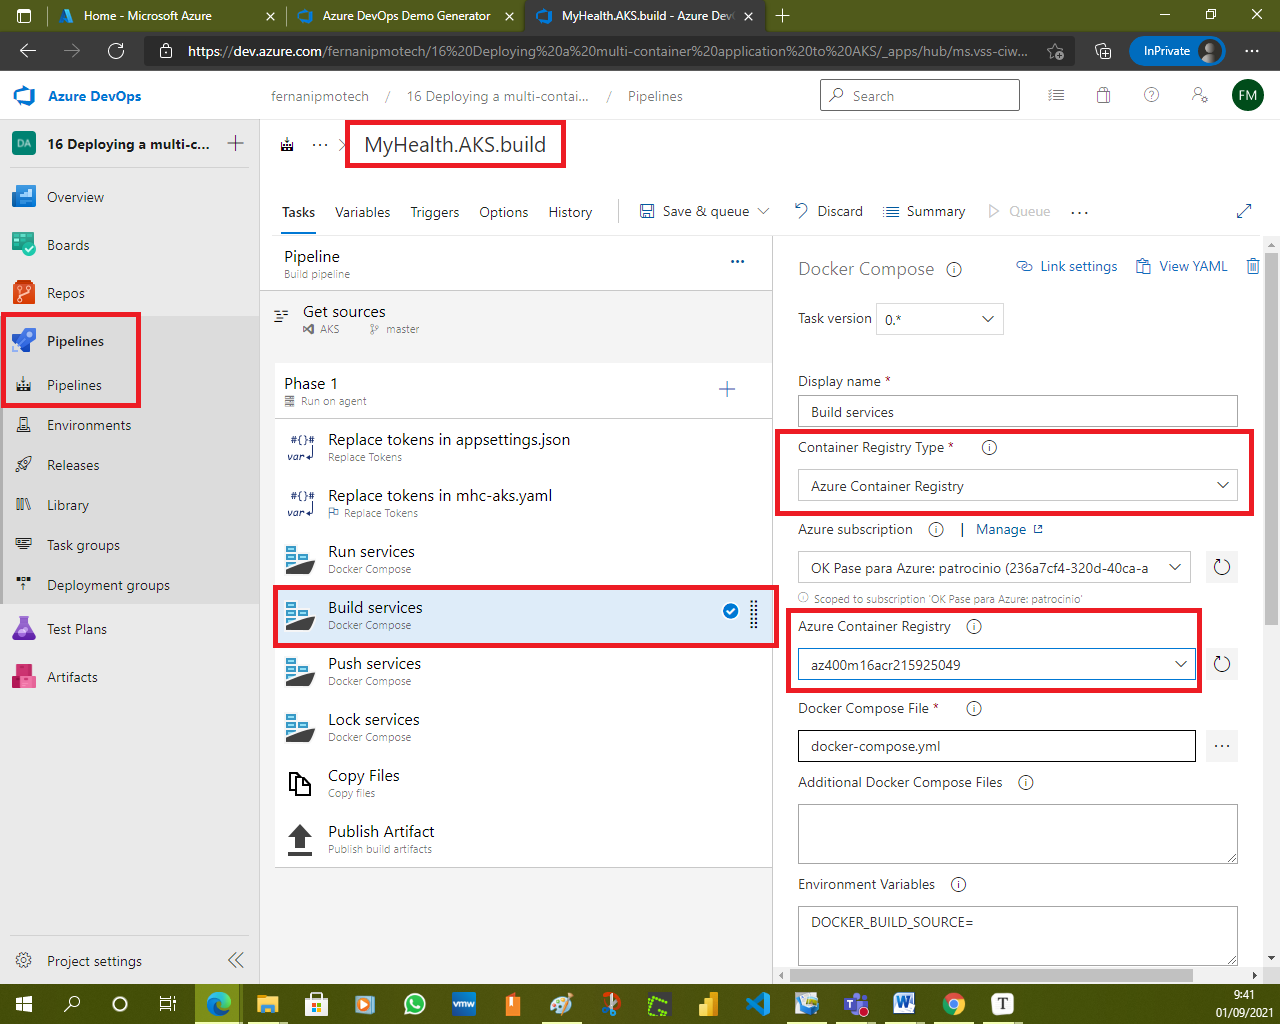 Home - Microsoft Azure
Azure DevOps Demo Generator
MyHealth.AKS.build - Azure Dev
https://dev.azure.com/fernanipmotech/16%20Deploying%20a%20multi-container%20application%20to%20AKS/_apps/hub/ms.vss-ciw...
InPrivate
Azure DevOps
fernanipmotech / 16 Deploying a multi-contai... / Pipelines
Search
FM
DA
16 Deploying a multi-c...
Overview
Boards
Repos
Pipelines
Pipelines
Environments
Releases
Library
Task groups
Deployment groups
Test Plans
Artifacts
Project settings
... > MyHealth.AKS.build
Tasks
Variables
Triggers
Options
History
Save & queue
Discard
Summary
Queue
...
Pipeline
Build pipeline
Get sources
AKS master
Phase 1
Run on agent
#{}#
var
Replace tokens in appsettings.json
Replace Tokens
#{}#
var
Replace tokens in mhc-aks.yaml
Replace Tokens
Run services
Docker Compose
Build services
Docker Compose
Push services
Docker Compose
Lock services
Docker Compose
Copy Files
Copy files
Publish Artifact
Publish build artifacts
Docker Compose
Link settings
View YAML
Task version 0.*
Display name *
Build services
Container Registry Type *
Azure Container Registry
Azure subscription | Manage
OK Pase para Azure: patrocinio (236a7cf4-320d-40ca-a
Scoped to subscription 'OK Pase para Azure: patrocinio'
Azure Container Registry
az400m16acr215925049
Docker Compose File *
docker-compose.yml
...
Additional Docker Compose Files
Environment Variables
DOCKER_BUILD_SOURCE=
vmw
T
9:41
01/09/2021